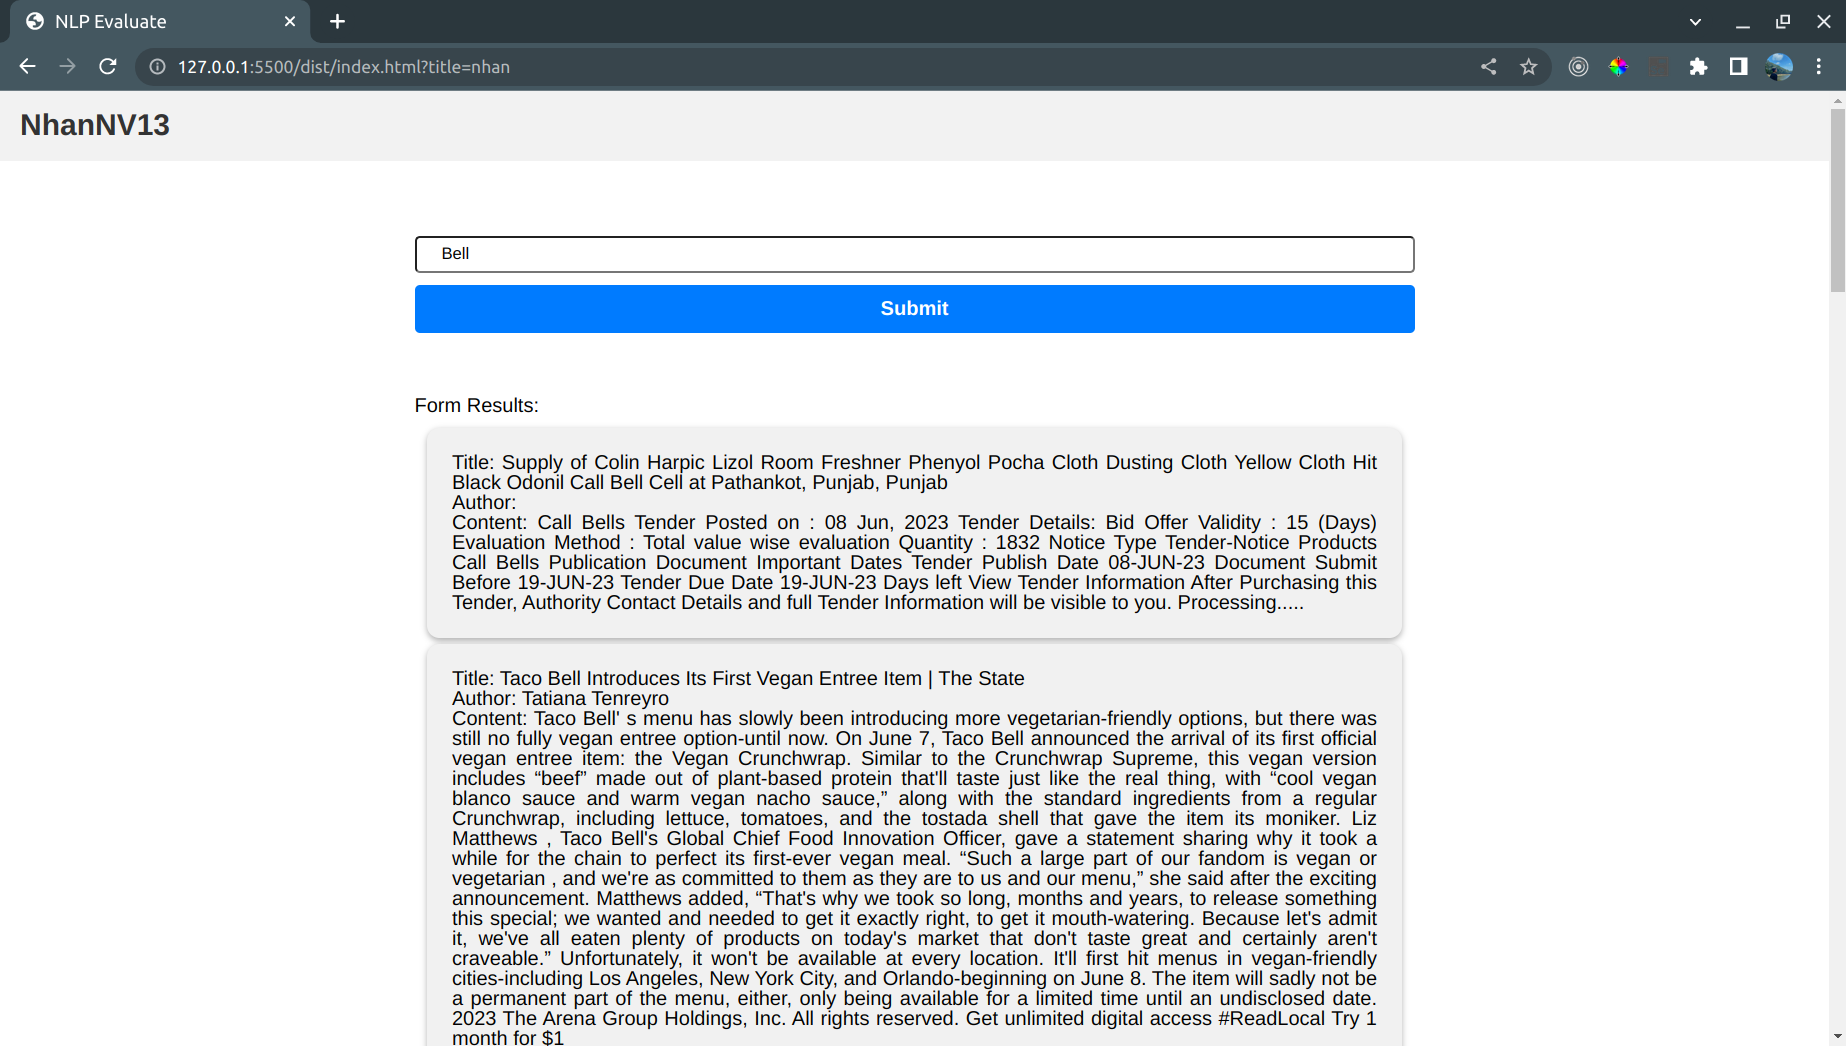 NLP Evaluate
127.0.0.1:5500/dist/index.html?title=nhan
NhanNV13
Bell
Submit
Form Results:
Title: Supply of Colin Harpic Lizol Room Freshner Phenyol Pocha Cloth Dusting Cloth Yellow Cloth Hit
Black Odonil Call Bell Cell at Pathankot, Punjab, Punjab
Author:
Content: Call Bells Tender Posted on : 08 Jun, 2023 Tender Details: Bid Offer Validity : 15 (Days)
Evaluation Method : Total value wise evaluation Quantity : 1832 Notice Type Tender-Notice Products
Call Bells Publication Document Important Dates Tender Publish Date 08-JUN-23 Document Submit
Before 19-JUN-23 Tender Due Date 19-JUN-23 Days left View Tender Information After Purchasing this
Tender, Authority Contact Details and full Tender Information will be visible to you. Processing.....
Title: Taco Bell Introduces Its First Vegan Entree Item | The State
Author: Tatiana Tenreyro
Content: Taco Bell' s menu has slowly been introducing more vegetarian-friendly options, but there was
still no fully vegan entree option-until now. On June 7, Taco Bell announced the arrival of its first official
vegan entree item: the Vegan Crunchwrap. Similar to the Crunchwrap Supreme, this vegan version
includes “beef” made out of plant-based protein that'll taste just like the real thing, with “cool vegan
blanco sauce and warm vegan nacho sauce,” along with the standard ingredients from a regular
Crunchwrap, including lettuce, tomatoes, and the tostada shell that gave the item its moniker. Liz
Matthews , Taco Bell's Global Chief Food Innovation Officer, gave a statement sharing why it took a
while for the chain to perfect its first-ever vegan meal. “Such a large part of our fandom is vegan or
vegetarian , and we're as committed to them as they are to us and our menu,” she said after the exciting
announcement. Matthews added, “That's why we took so long, months and years, to release something
this special; we wanted and needed to get it exactly right, to get it mouth-watering. Because let's admit
it, we've all eaten plenty of products on today's market that don't taste great and certainly aren't
craveable.” Unfortunately, it won't be available at every location. It'll first hit menus in vegan-friendly
cities-including Los Angeles, New York City, and Orlando-beginning on June 8. The item will sadly not be
a permanent part of the menu, either, only being available for a limited time until an undisclosed date.
2023 The Arena Group Holdings, Inc. All rights reserved. Get unlimited digital access #ReadLocal Try 1
month for $1